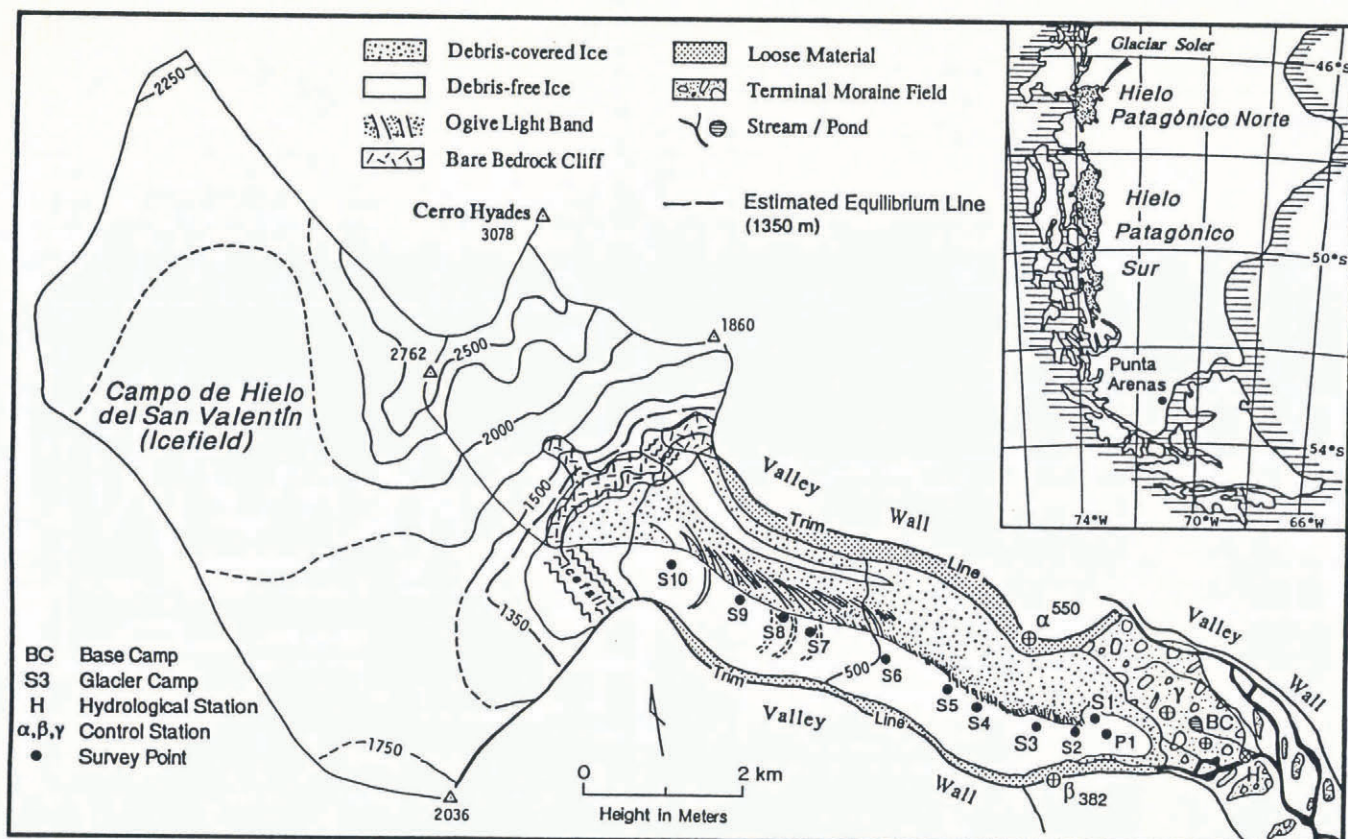 Debris-covered Ice
Debris-free Ice
Ogive Light Band
Bare Bedrock Cliff
Loose Material
Terminal Moraine Field
Stream / Pond
Estimated Equilibrium Line
(1350 m)
Glaciar Soler
46°S
Hielo
Patagònico Norte
Hielo
Patagònico
Sur
50°S
Punta
Arenas
54°S
74°W
70°W
66°W
2250
Cerro Hyades
3078
2762
2500
1860
Campo de Hielo
del San Valentín
(Icefield)
2000
1500
1350
1750
2036
Icefall
Valley
Wall
Trim
Line
S10
S9
S8
S7
S6
500
S5
S4
S3
S2
S1
P1
α 550
β 382
γ
BC
H
Valley
Wall
Trim
Line
Valley
Wall
BC Base Camp
S3 Glacier Camp
H Hydrological Station
α,β,γ Control Station
Survey Point
0 2 km
Height in Meters